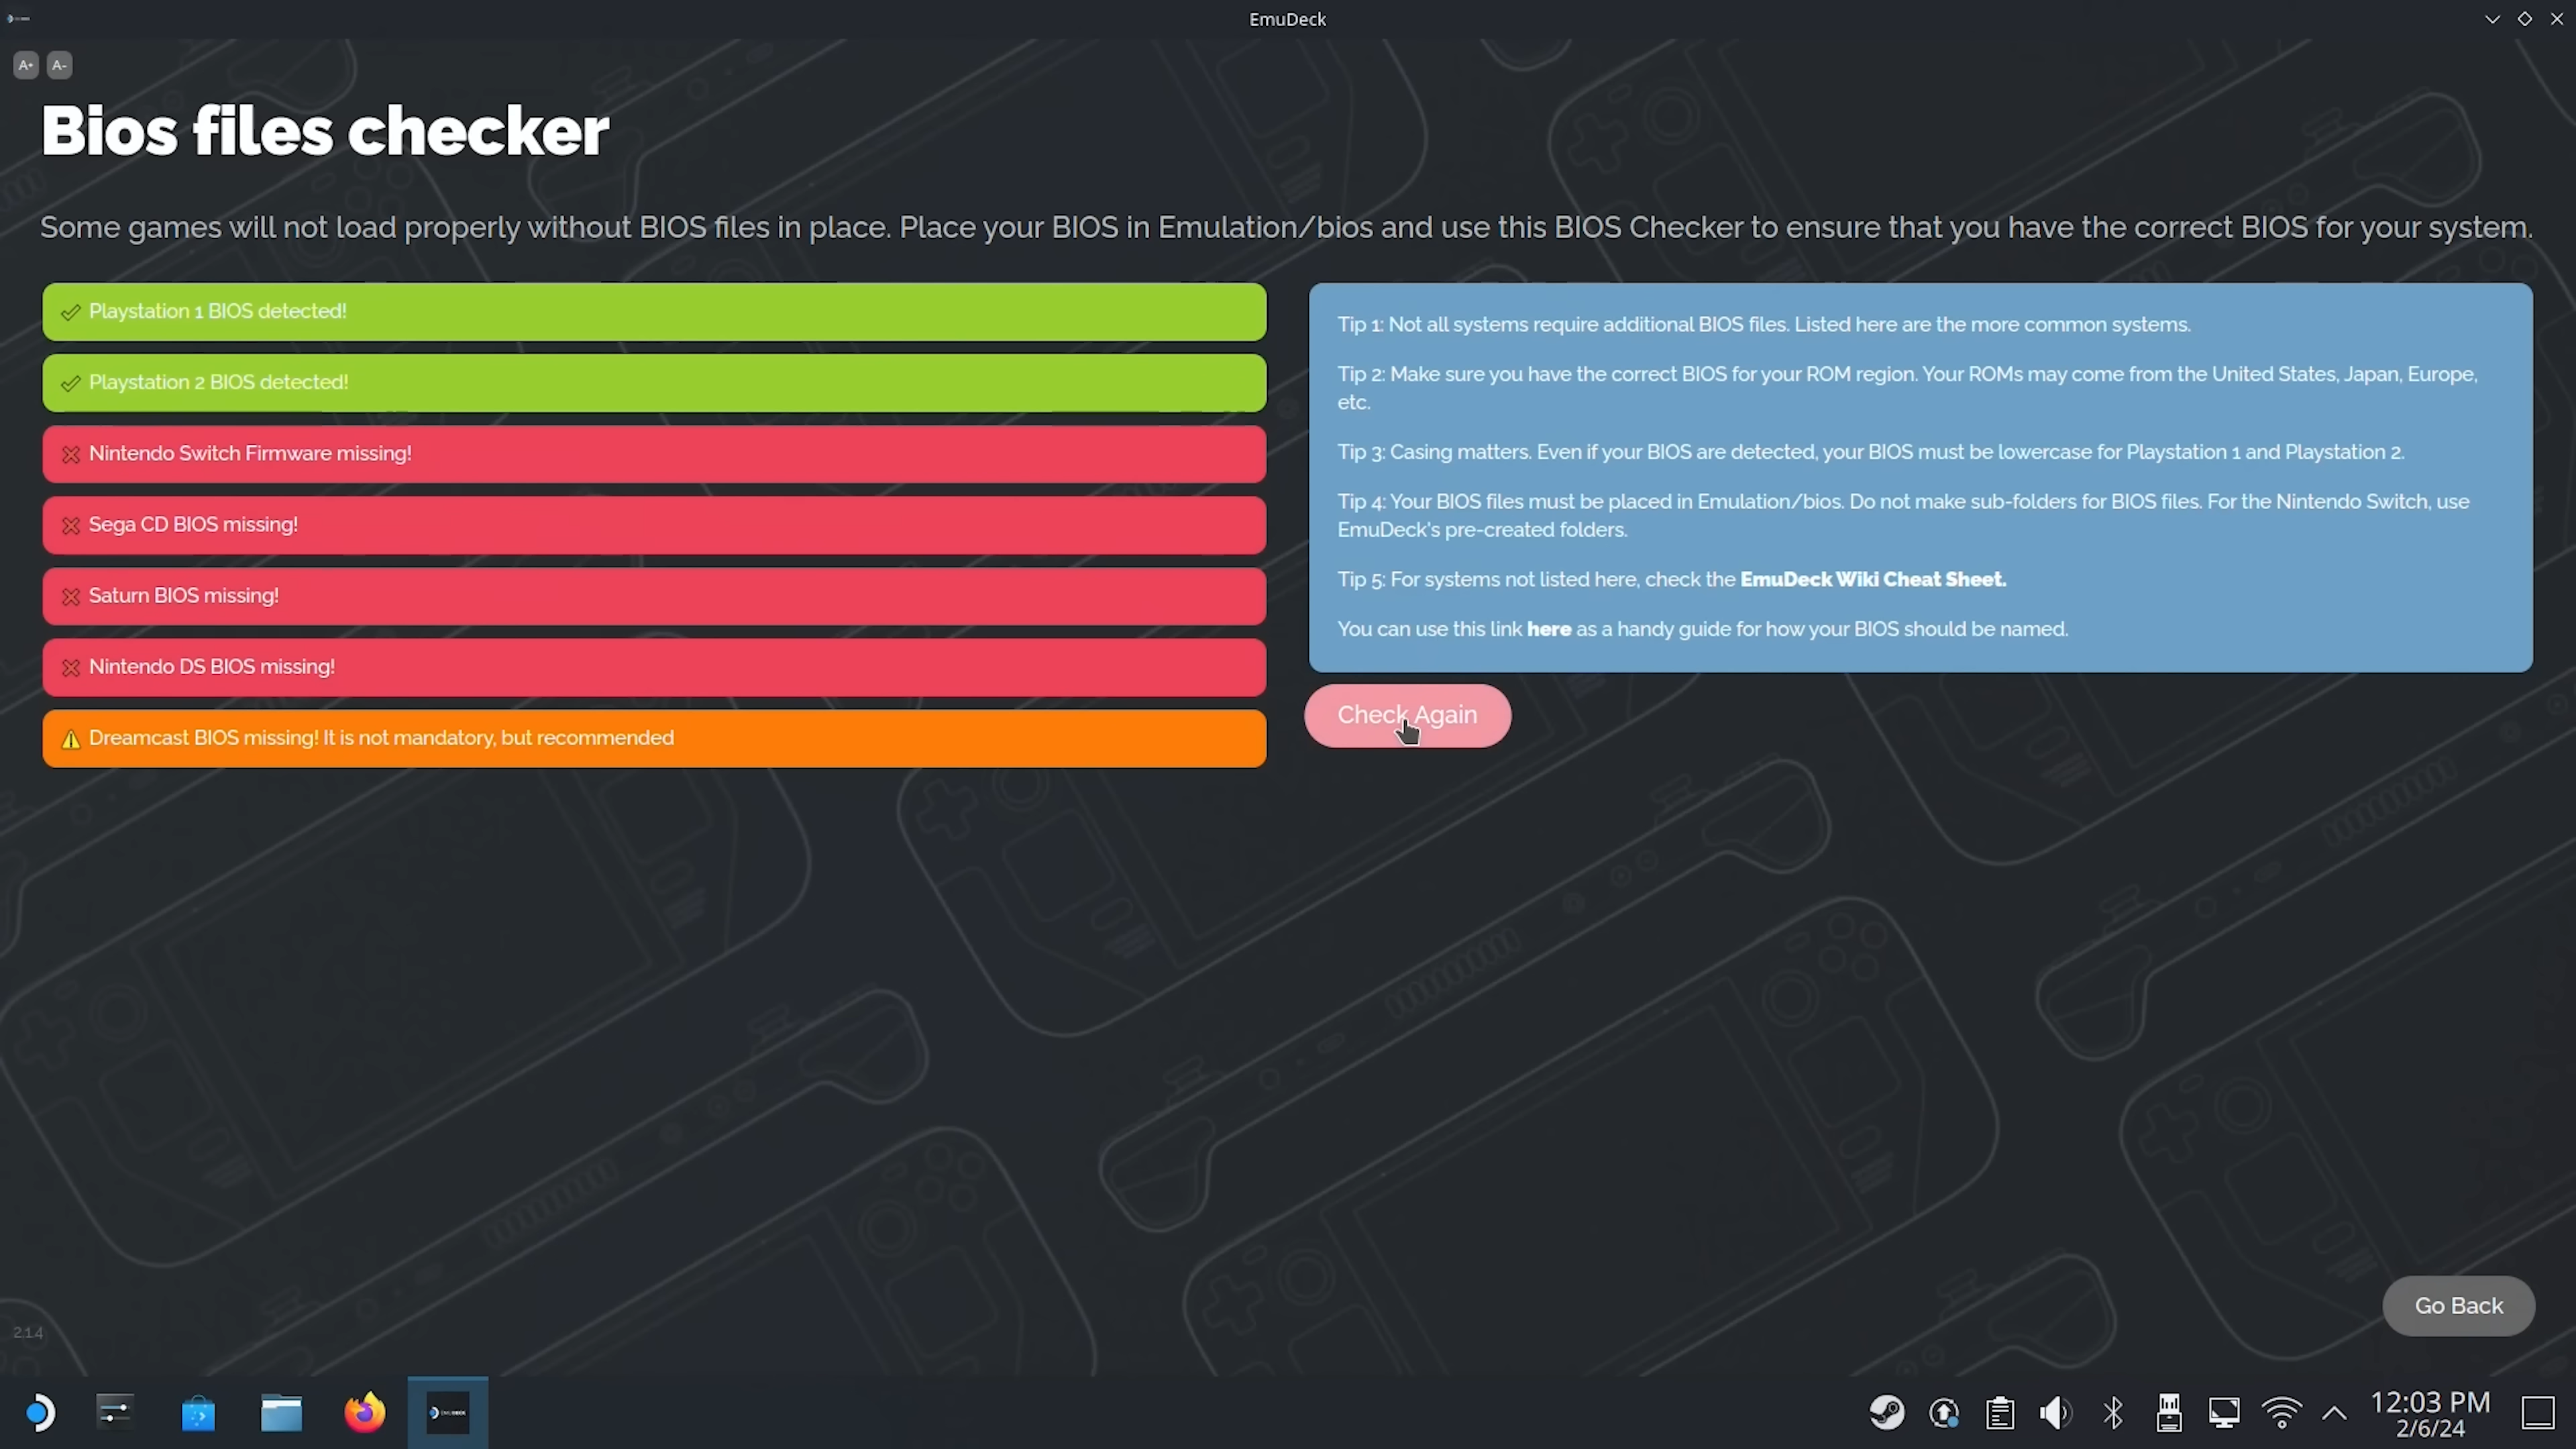 EmuDeck
A+ A-
Bios files checker
Some games will not load properly without BIOS files in place. Place your BIOS in Emulation/bios and use this BIOS Checker to ensure that you have the correct BIOS for your system.
Playstation 1 BIOS detected!
Playstation 2 BIOS detected!
Nintendo Switch Firmware missing!
Sega CD BIOS missing!
Saturn BIOS missing!
Nintendo DS BIOS missing!
Dreamcast BIOS missing! It is not mandatory, but recommended
Tip 1: Not all systems require additional BIOS files. Listed here are the more common systems.
Tip 2: Make sure you have the correct BIOS for your ROM region. Your ROMs may come from the United States, Japan, Europe,
etc.
Tip 3: Casing matters. Even if your BIOS are detected, your BIOS must be lowercase for Playstation 1 and Playstation 2.
Tip 4: Your BIOS files must be placed in Emulation/bios. Do not make sub-folders for BIOS files. For the Nintendo Switch, use
EmuDeck's pre-created folders.
Tip 5: For systems not listed here, check the EmuDeck Wiki Cheat Sheet.
You can use this link here as a handy guide for how your BIOS should be named.
Check Again
Go Back
2.1.4
EMUDECK
12:03 PM
2/6/24